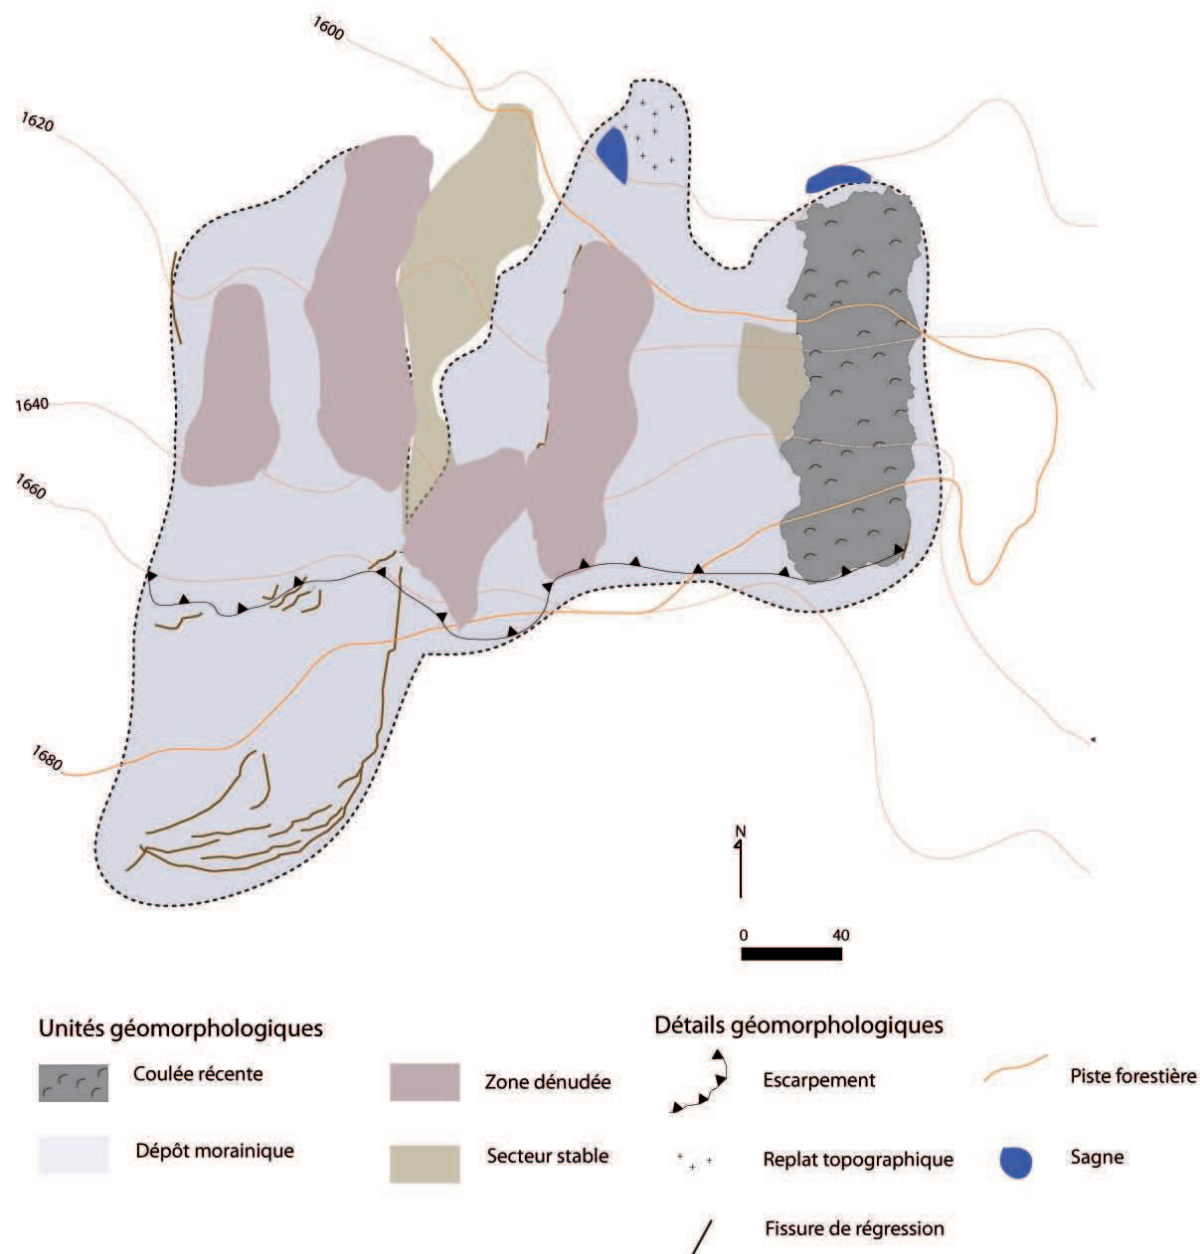 1600
1620
1640
1660
1680
N
0 40
Unités géomorphologiques
Coulée récente
Zone dénudée
Dépôt morainique
Secteur stable
Détails géomorphologiques
Escarpement
Piste forestière
Replat topographique
Sagne
Fissure de régression